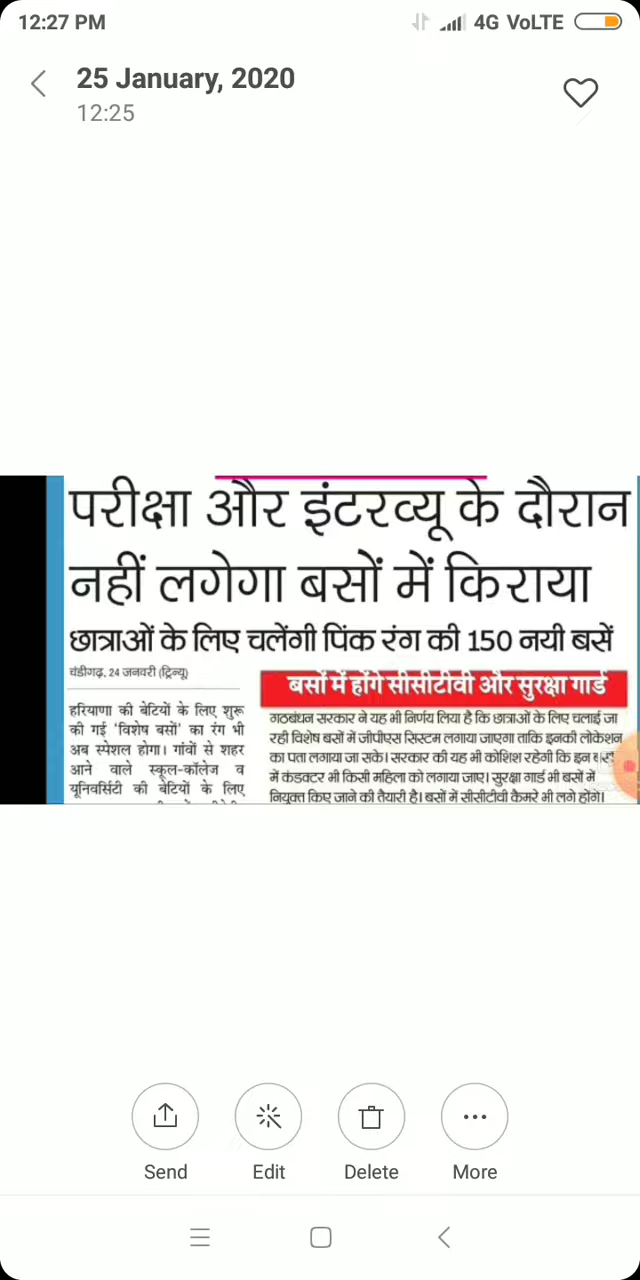 12:27 PM
4G VoLTE
25 January, 2020
12:25
परीक्षा और इंटरव्यू के दौरान
नहीं लगेगा बसों में किराया
छात्राओं के लिए चलेंगी पिंक रंग की 150 नयी बसें
चंडीगढ़, 24 जनवरी (ट्रिन्यू)
हरियाणा की बेटियों के लिए शुरू
की गई 'विशेष बसों' का रंग भी
अब स्पेशल होगा। गांवों से शहर
आने वाले स्कूल-कॉलेज व
यूनिवर्सिटी की बेटियों के लिए
बसों में होंगे सीसीटीवी और सुरक्षा गार्ड
गठबंधन सरकार ने यह भी निर्णय लिया है कि छात्राओं के लिए चलाई जा
रही विशेष बसों में जीपीएस सिस्टम लगाया जाएगा ताकि इनकी लोकेशन
का पता लगाया जा सके। सरकार की यह भी कोशिश रहेगी कि इन
में कंडक्टर भी किसी महिला को लगाया जाए। सुरक्षा गार्ड भी बसों में
नियुक्त किए जाने की तैयारी है। बसों में सीसीटीवी कैमरे भी लगे होंगे।
Send
Edit
Delete
More